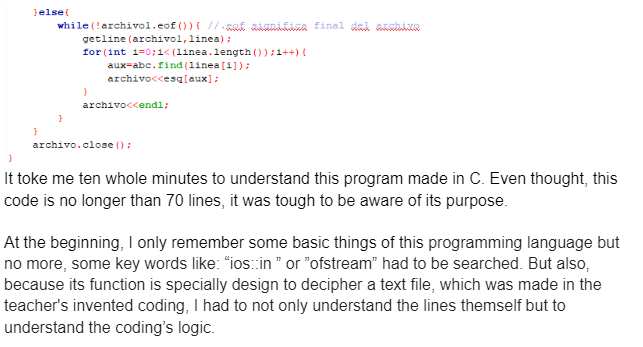 }else{
while(!archivo1.eof()){ //.eof significa final del archivo
getline(archivo1,linea);
for(int i=0;i<(linea.length());i++){
aux=abc.find(linea[i]);
archivo<<esq[aux];
}
archivo<<endl;
}
}
archivo.close();
}
It toke me ten whole minutes to understand this program made in C. Even thought, this
code is no longer than 70 lines, it was tough to be aware of its purpose.
At the beginning, I only remember some basic things of this programming language but
no more, some key words like: “ios::in ” or ”ofstream” had to be searched. But also,
because its function is specially design to decipher a text file, which was made in the
teacher's invented coding, I had to not only understand the lines themself but to
understand the coding’s logic.